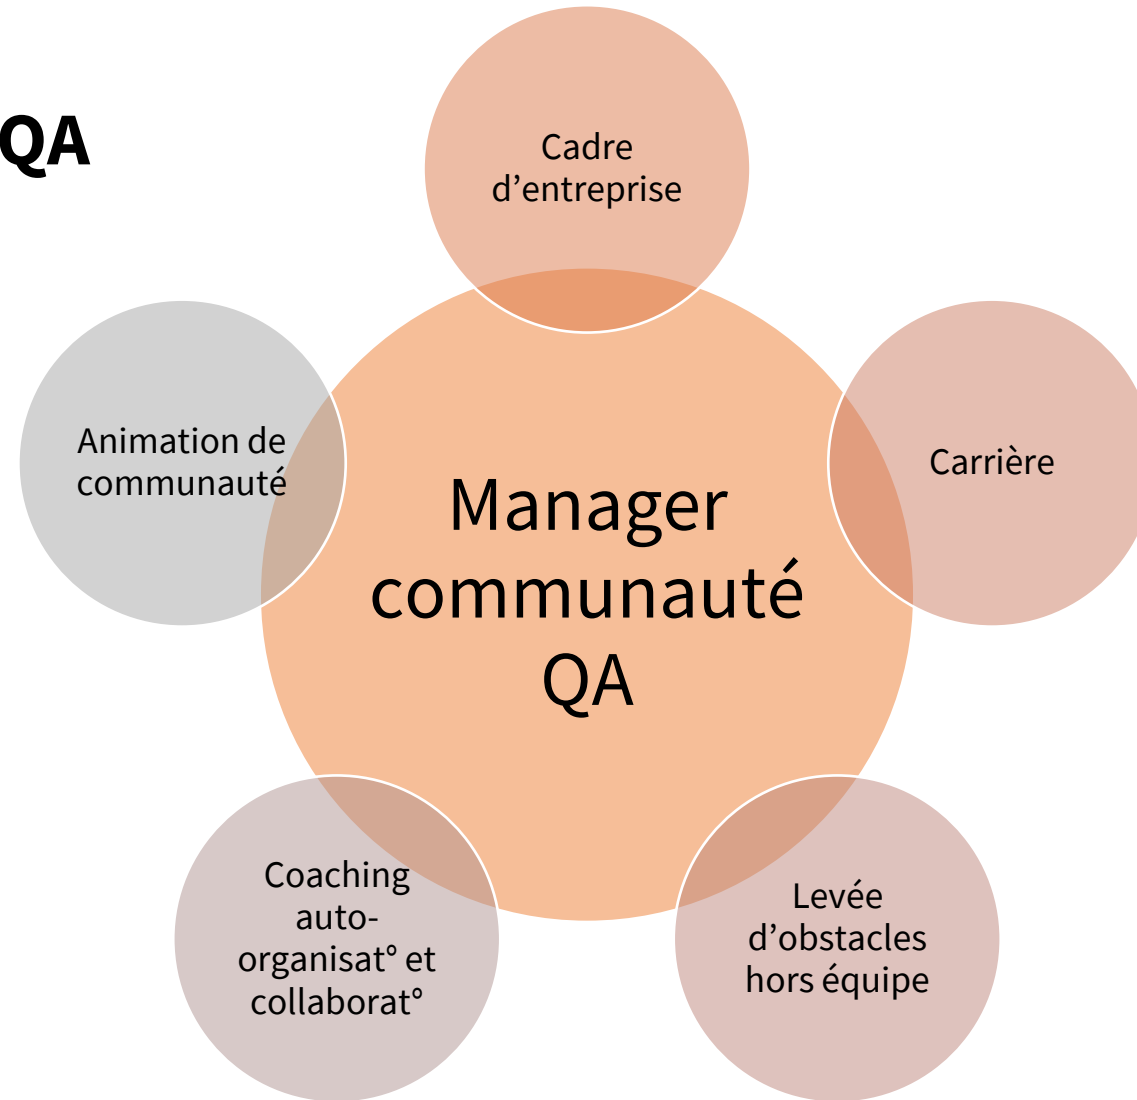 QA
Cadre
d’entreprise
Animation de
communauté
Carrière
Manager
communauté
QA
Coaching
auto-
organisat° et
collaborat°
Levée
d’obstacles
hors équipe